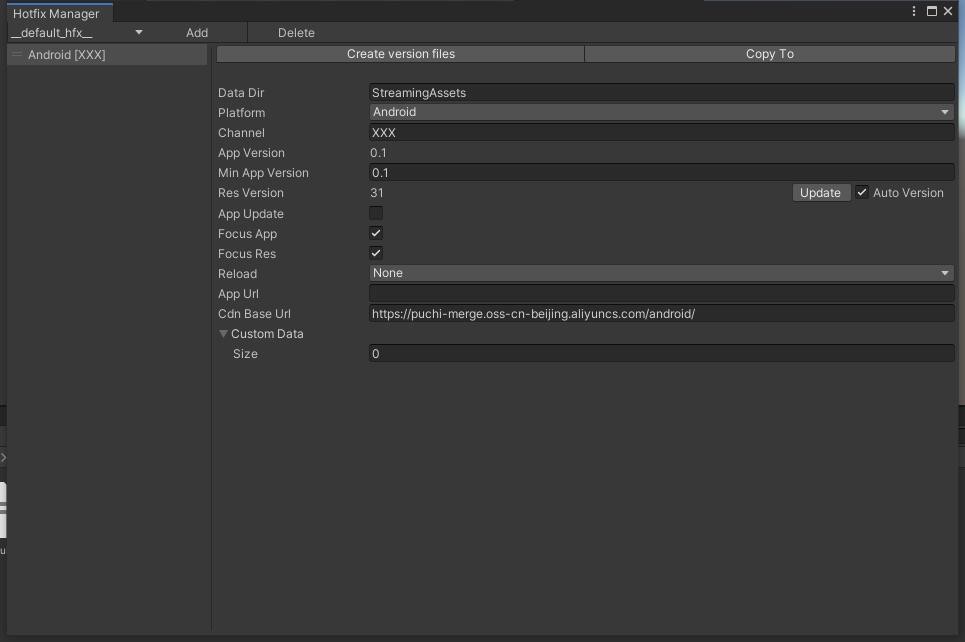 Hotfix Manager
__default_hfx__ Add Delete
Android [XXX]
Create version files Copy To
Data Dir StreamingAssets
Platform Android
Channel XXX
App Version 0.1
Min App Version 0.1
Res Version 31 Update Auto Version
App Update
Focus App
Focus Res
Reload None
App Url
Cdn Base Url https://puchi-merge.oss-cn-beijing.aliyuncs.com/android/
Custom Data
Size 0
u